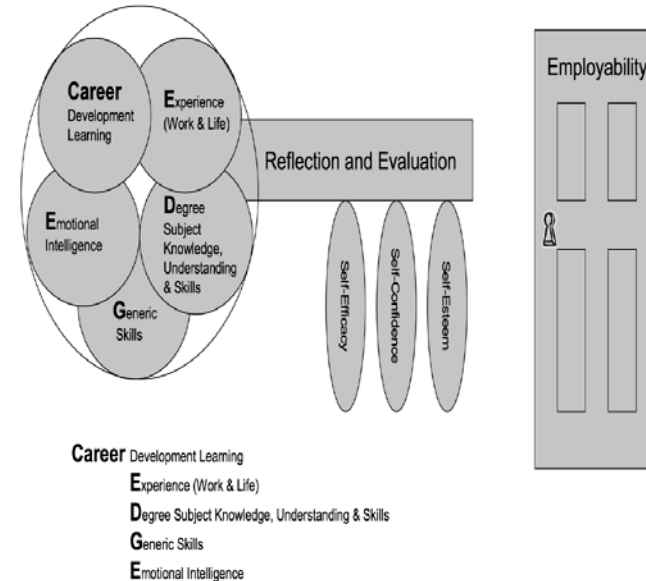 Career
Development
Learning
Experience
(Work & Life)
Emotional
Intelligence
Degree
Subject
Knowledge,
Understanding
& Skills
Generic
Skills
Reflection and Evaluation
Self-Efficacy
Self-Confidence
Self-Esteem
Employability
Career Development Learning
Experience (Work & Life)
Degree Subject Knowledge, Understanding & Skills
Generic Skills
Emotional Intelligence